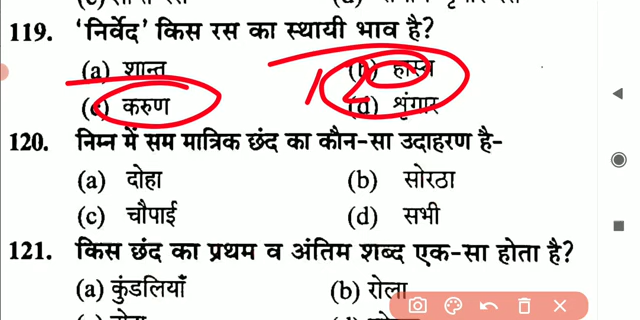 119. ‘निर्वेद’ किस रस का स्थायी भाव है?
(a) शान्त (b) हास्य
(c) करुण (d) श्रृंगार
120. निम्न में सम मात्रिक छंद का कौन-सा उदाहरण है-
(a) दोहा (b) सोरठा
(c) चौपाई (d) सभी
121. किस छंद का प्रथम व अंतिम शब्द एक-सा होता है?
(a) कुंडलियाँ (b) रोला